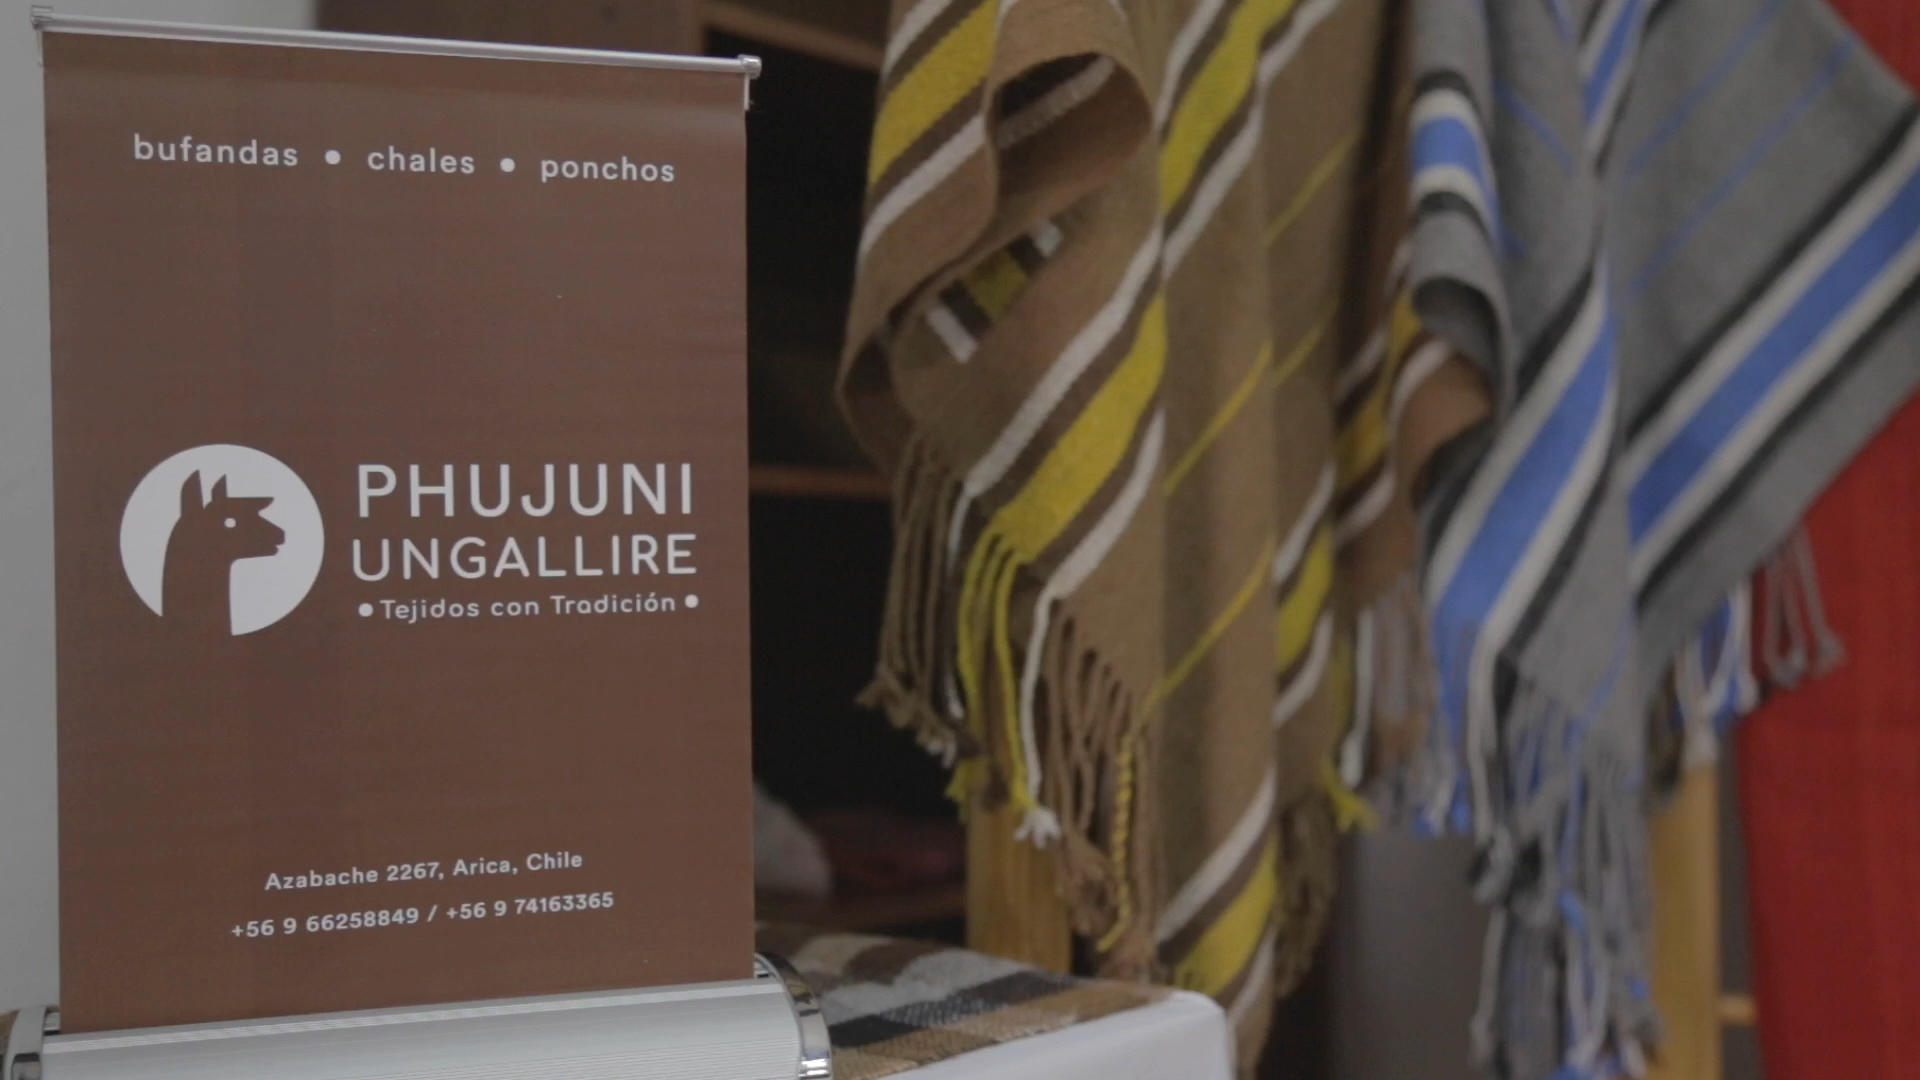 bufandas • chales • ponchos
PHUJUNI
UNGALLIRE
• Tejidos con Tradición •
Azabache 2267, Arica, Chile
+56 9 66258849 / +56 9 74163365